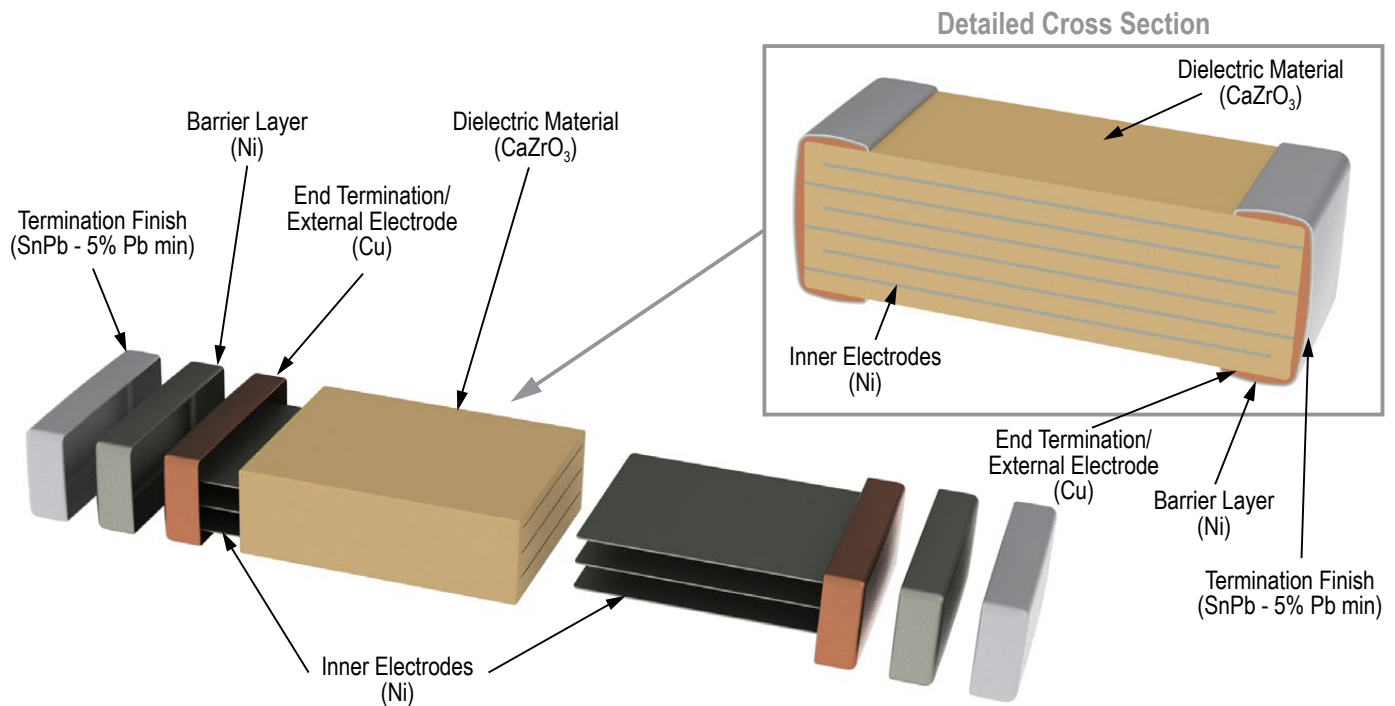 Detailed Cross Section
Dielectric Material
(CaZrO₃)
Barrier Layer
(Ni)
Dielectric Material
(CaZrO₃)
End Termination/
External Electrode
(Cu)
Termination Finish
(SnPb - 5% Pb min)
Inner Electrodes
(Ni)
End Termination/
External Electrode
(Cu)
Barrier Layer
(Ni)
Termination Finish
(SnPb - 5% Pb min)
Inner Electrodes
(Ni)